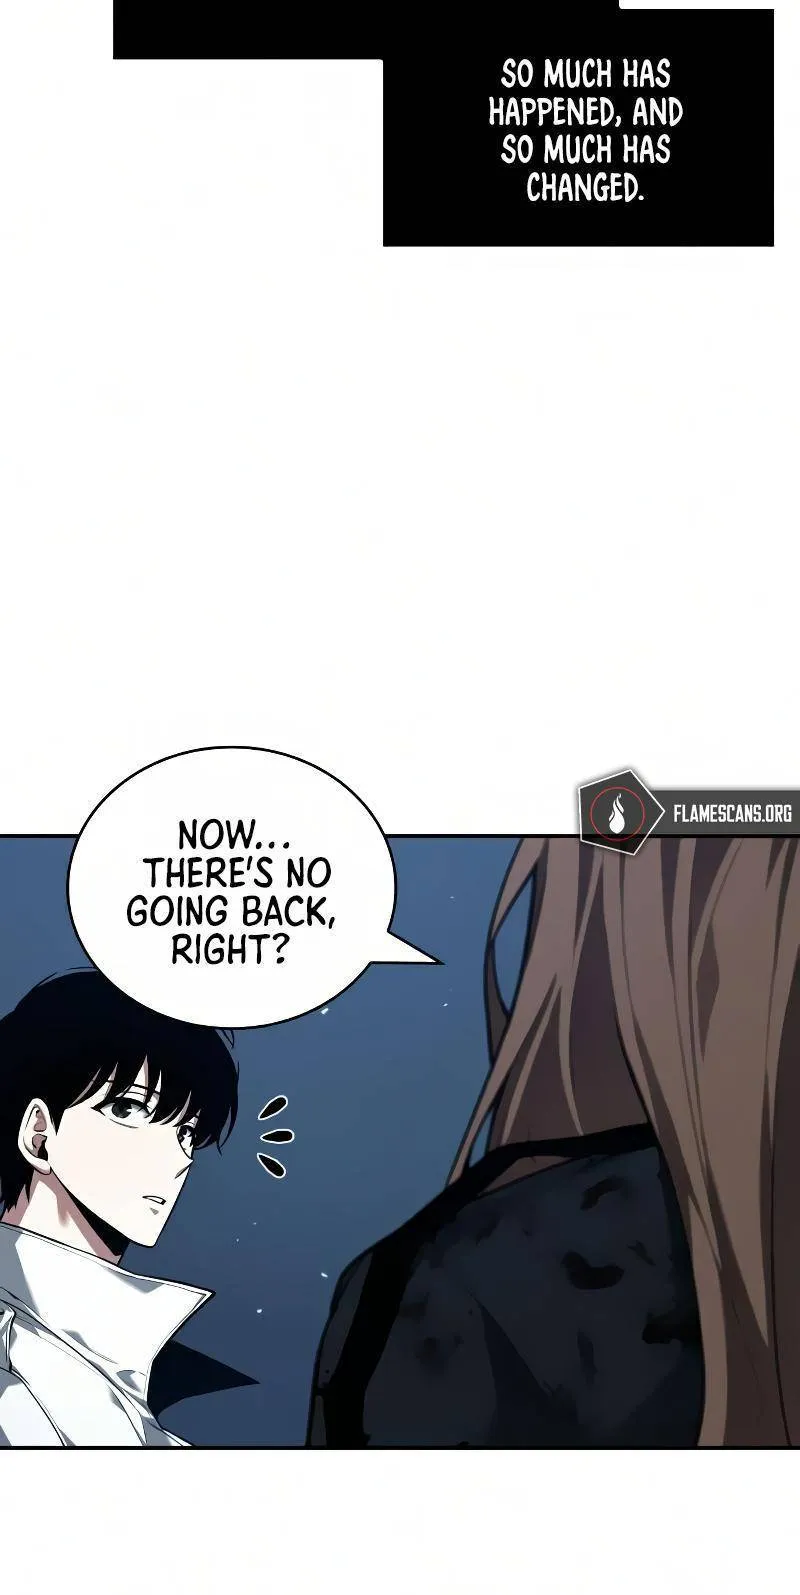 SO MUCH HAS
HAPPENED, AND
SO MUCH HAS
CHANGED.
FLAMESCANS.ORG
NOW...
THERE'S NO
GOING BACK,
RIGHT?